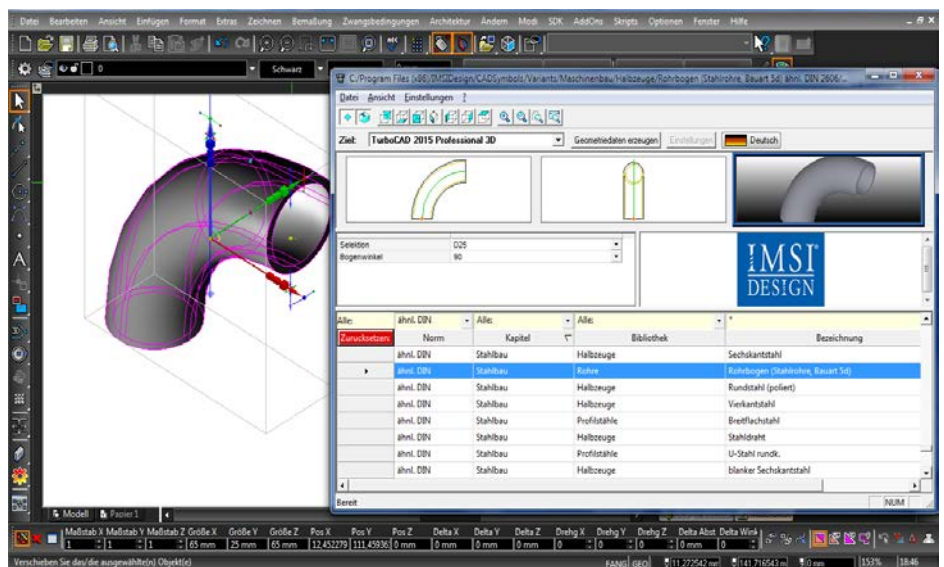 Datei Bearbeiten Ansicht Einfügen Format Extras Zeichnen Bemaßung Zwangsbedingungen Architektur Ändern Modi SDK AddOns Skripts Optionen Fenster Hilfe
0 Schwarz
C:/Program Files (x86)/IMSIDesign/CADSymbols/Variants/Maschinenbau/Halbzeuge/Rohrbogen (Stahlrohre, Bauart 5d) ähnl. DIN 2606/...
Datei Ansicht Einstellungen ?
Ziel: TurboCAD 2015 Professional 3D Geometriedaten erzeugen Einstellungen Deutsch
Selektion D25
Bogenwinkel 90
IMSI
DESIGN
Alle: ähnl. DIN Alle: Alle: *
Zurücksetzen: Norm Kapitel Bibliothek Bezeichnung
ähnl. DIN Stahlbau Halbzeuge Sechskantstahl
ähnl. DIN Stahlbau Rohre Rohrbogen (Stahlrohre, Bauart 5d)
ähnl. DIN Stahlbau Halbzeuge Rundstahl (poliert)
ähnl. DIN Stahlbau Halbzeuge Vierkantstahl
ähnl. DIN Stahlbau Profilstähle Breitflachstahl
ähnl. DIN Stahlbau Halbzeuge Stahldraht
ähnl. DIN Stahlbau Profilstähle U-Stahl rundk.
ähnl. DIN Stahlbau Halbzeuge blanker Sechskantstahl
Bereit NUM
Modell Papier1
Maßstab X Maßstab Y Maßstab Z Größe X Größe Y Größe Z Pos X Pos Y Pos Z Delta X Delta Y Delta Z Drehg X Drehg Y Drehg Z Delta Abst Delta Wink
1 1 1 65 mm 25 mm 65 mm 12,452279 111,45936 0 mm 0 mm 0 mm 0 mm 0 0 0 0 mm 0
Verschieben Sie das/die ausgewählte(n) Objekt(e) FANG GEO 11,272542 mm 141,716543 m 0 mm 153% 18:46